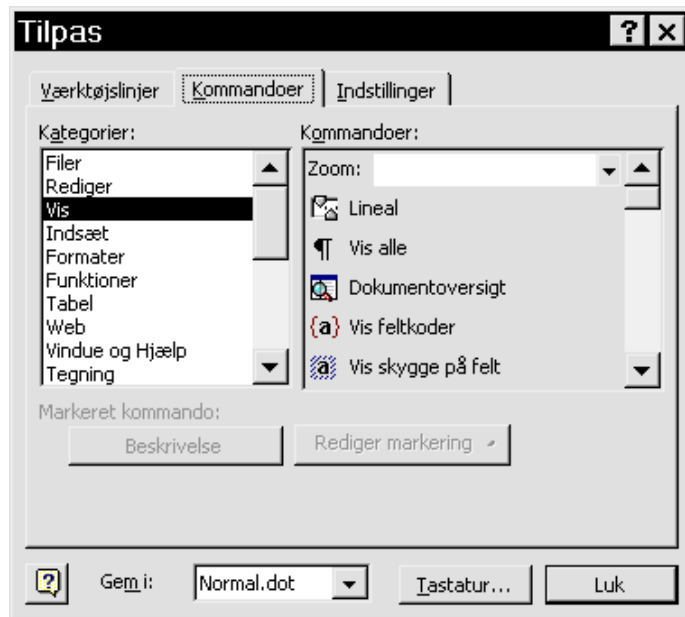 Tilpas
Værktøjslinjer Kommandoer Indstillinger
Kategorier:
Filer
Rediger
Vis
Indsæt
Formater
Funktioner
Tabel
Web
Vindue og Hjælp
Tegning
Kommandoer:
Zoom:
Lineal
Vis alle
Dokumentoversigt
{a} Vis feltkoder
a Vis skygge på felt
Markeret kommando:
Beskrivelse Rediger markering
Gem i: Normal.dot Tastatur... Luk